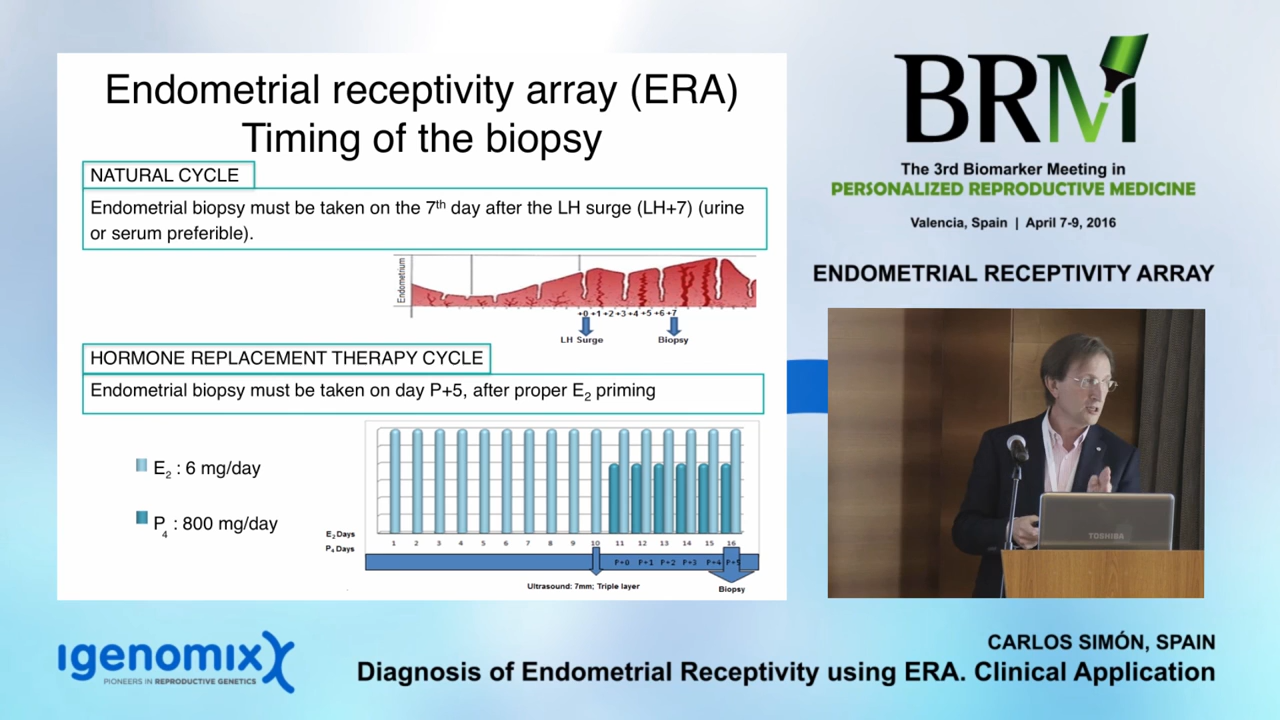 Endometrial receptivity array (ERA)
Timing of the biopsy
NATURAL CYCLE
Endometrial biopsy must be taken on the 7th day after the LH surge (LH+7) (urine
or serum preferible).
Endometrium
+0 +1 +2 +3 +4 +5 +6 +7
LH Surge
Biopsy
HORMONE REPLACEMENT THERAPY CYCLE
Endometrial biopsy must be taken on day P+5, after proper E2 priming
E2 : 6 mg/day
P4 : 800 mg/day
E2 Days
P4 Days
1 2 3 4 5 6 7 8 9 10 11 12 13 14 15 16
P+0 P+1 P+2 P+3 P+4 P+5
Ultrasound: 7mm; Triple layer
Biopsy
BRM
The 3rd Biomarker Meeting in
PERSONALIZED REPRODUCTIVE MEDICINE
Valencia, Spain | April 7-9, 2016
ENDOMETRIAL RECEPTIVITY ARRAY
TOSHIBA
igenomix
PIONEERS IN REPRODUCTIVE GENETICS
CARLOS SIMÓN, SPAIN
Diagnosis of Endometrial Receptivity using ERA. Clinical Application